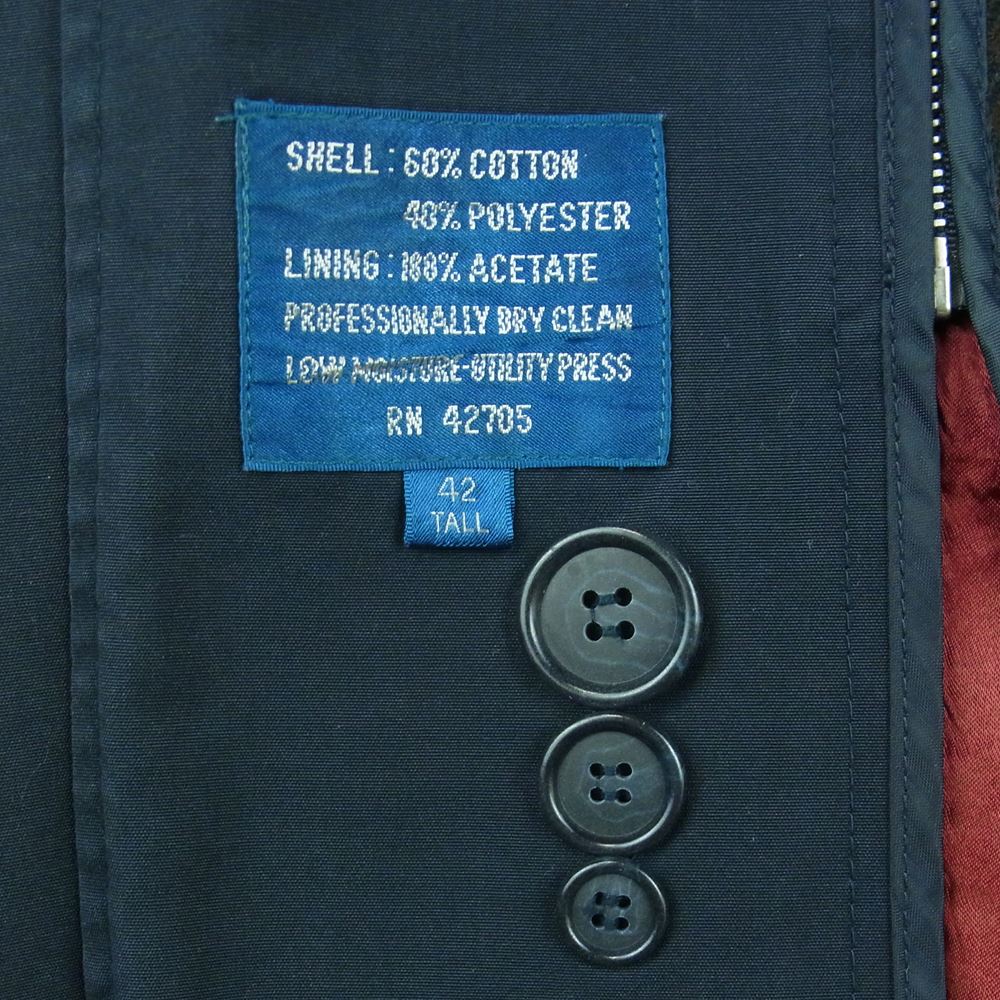 SHELL: 60% COTTON
40% POLYESTER
LINING: 100% ACETATE
PROFESSIONALLY DRY CLEAN
LOW MOISTURE-UTILITY PRESS
RN 42705
42
TALL